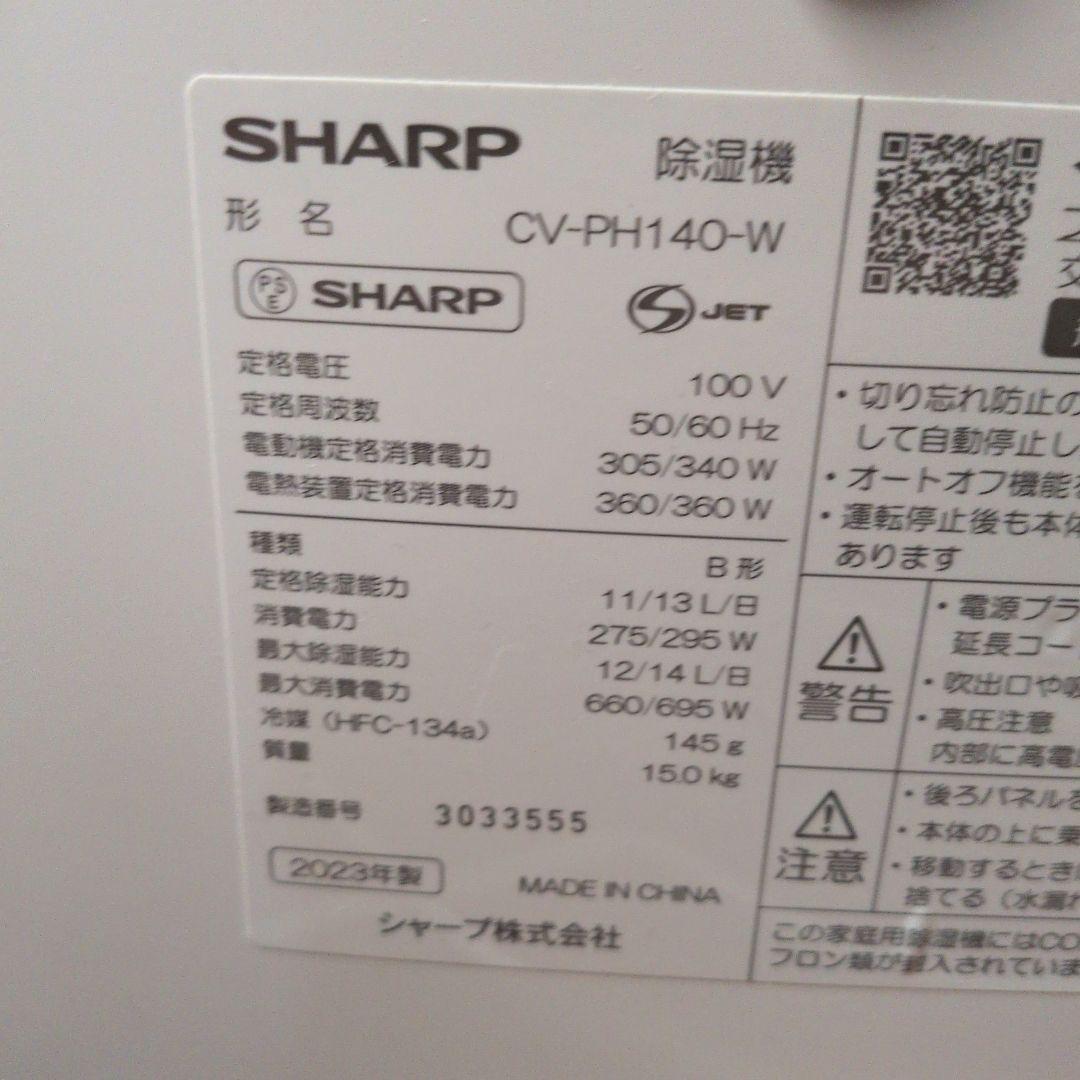 SHARP 除湿機
形 名 CV-PH140-W
PSE SHARP S JET
定格電圧 100 V
定格周波数 50/60 Hz
電動機定格消費電力 305/340 W
電熱装置定格消費電力 360/360 W
種類 B 形
定格除湿能力 11/13 L/日
消費電力 275/295 W
最大除湿能力 12/14 L/日
最大消費電力 660/695 W
冷媒（HFC-134a） 145 g
質量 15.0 kg
製造番号 3033555
2023年製 MADE IN CHINA
シャープ株式会社
・切り忘れ防止の
して自動停止し
・オートオフ機能を
・運転停止後も本体
あります
警告
・電源プラ
延長コー
・吹出口や吸
・高圧注意
内部に高電圧
注意
・後ろパネルを
・本体の上に乗
・移動するとき
捨てる（水漏れ
この家庭用除湿機にはCO
フロン類が封入されていま